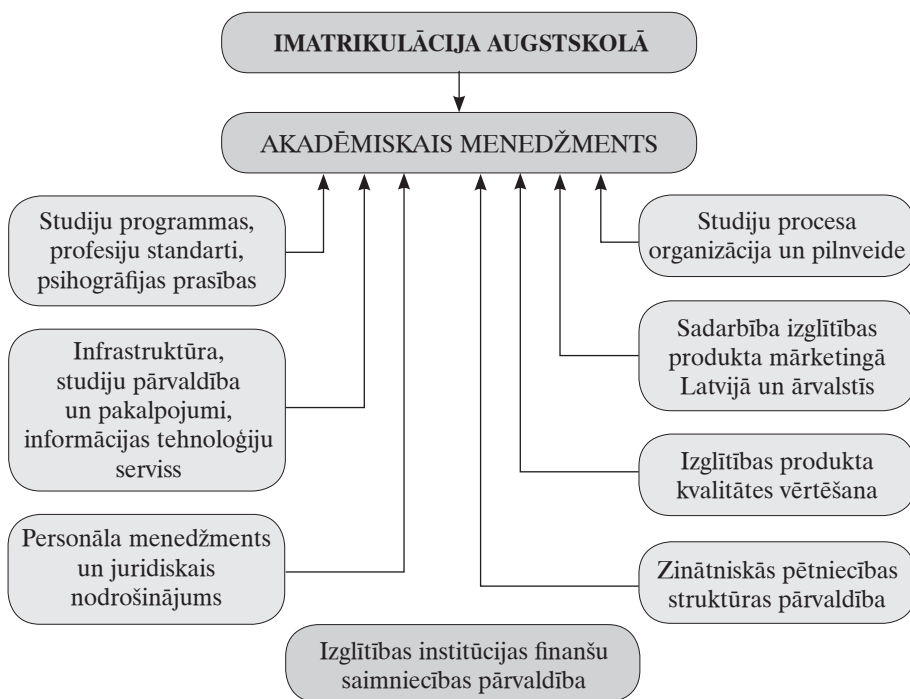 IMATRIKULĀCIJA AUGSTSKOLĀ
AKADĒMISKAIS MENEDŽMENTS
Studiju programmas,
profesiju standarti,
psihogrāfijas prasības
Infrastruktūra,
studiju pārvaldība
un pakalpojumi,
informācijas tehnoloģiju
serviss
Personāla menedžments
un juridiskais
nodrošinājums
Studiju procesa
organizācija un pilnveide
Sadarbība izglītības
produkta mārketingā
Latvijā un ārvalstīs
Izglītības produkta
kvalitātes vērtēšana
Zinātniskās pētniecības
struktūras pārvaldība
Izglītības institūcijas finanšu
saimniecības pārvaldība